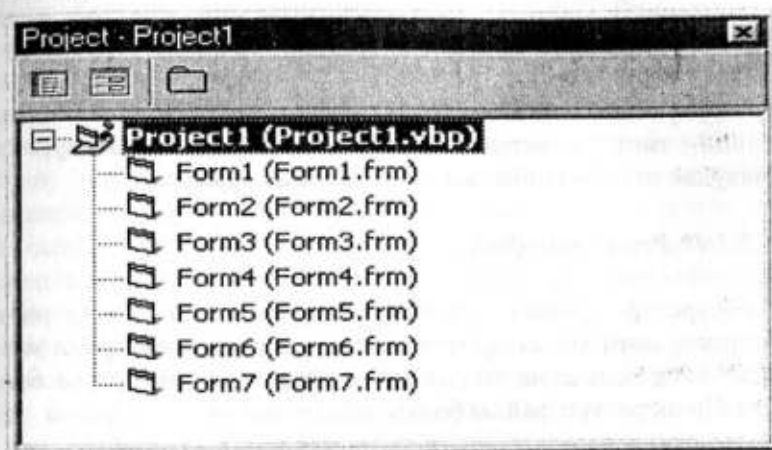 Project - Project1
Project1 (Project1.vbp)
Form1 (Form1.frm)
Form2 (Form2.frm)
Form3 (Form3.frm)
Form4 (Form4.frm)
Form5 (Form5.frm)
Form6 (Form6.frm)
Form7 (Form7.frm)